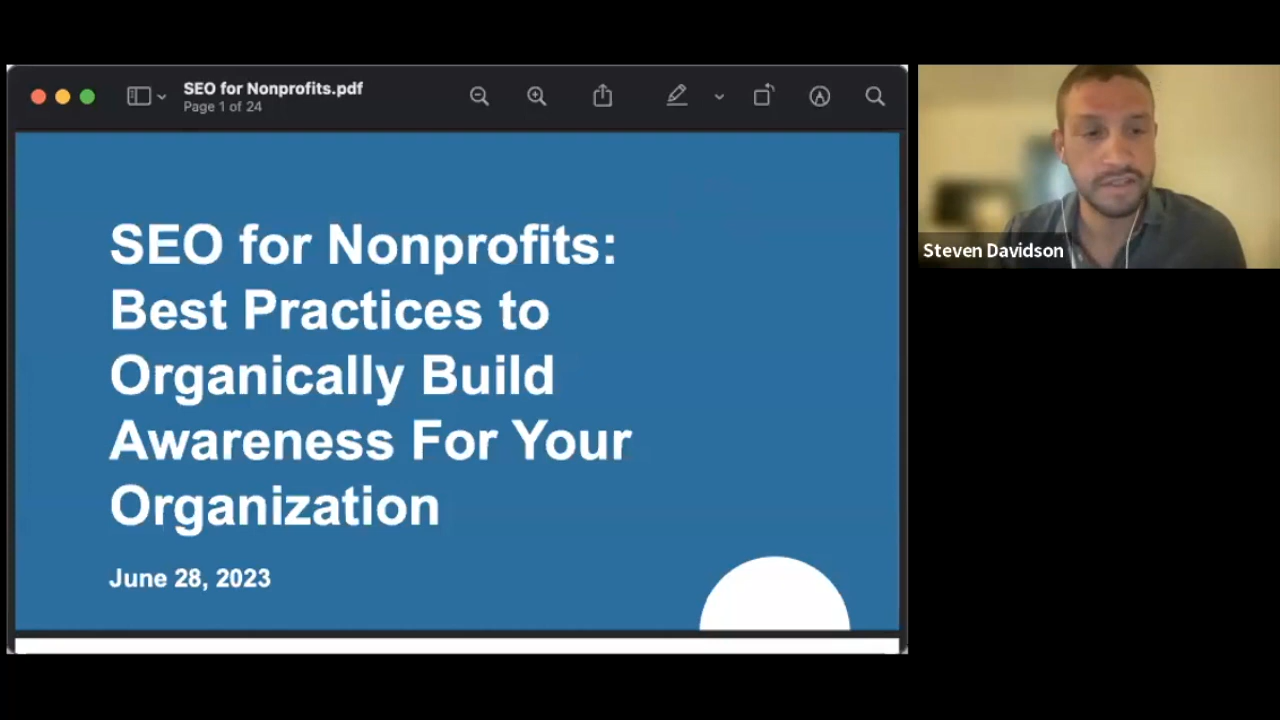 SEO for Nonprofits.pdf
Page 1 of 24
SEO for Nonprofits:
Best Practices to
Organically Build
Awareness For Your
Organization
June 28, 2023
Steven Davidson